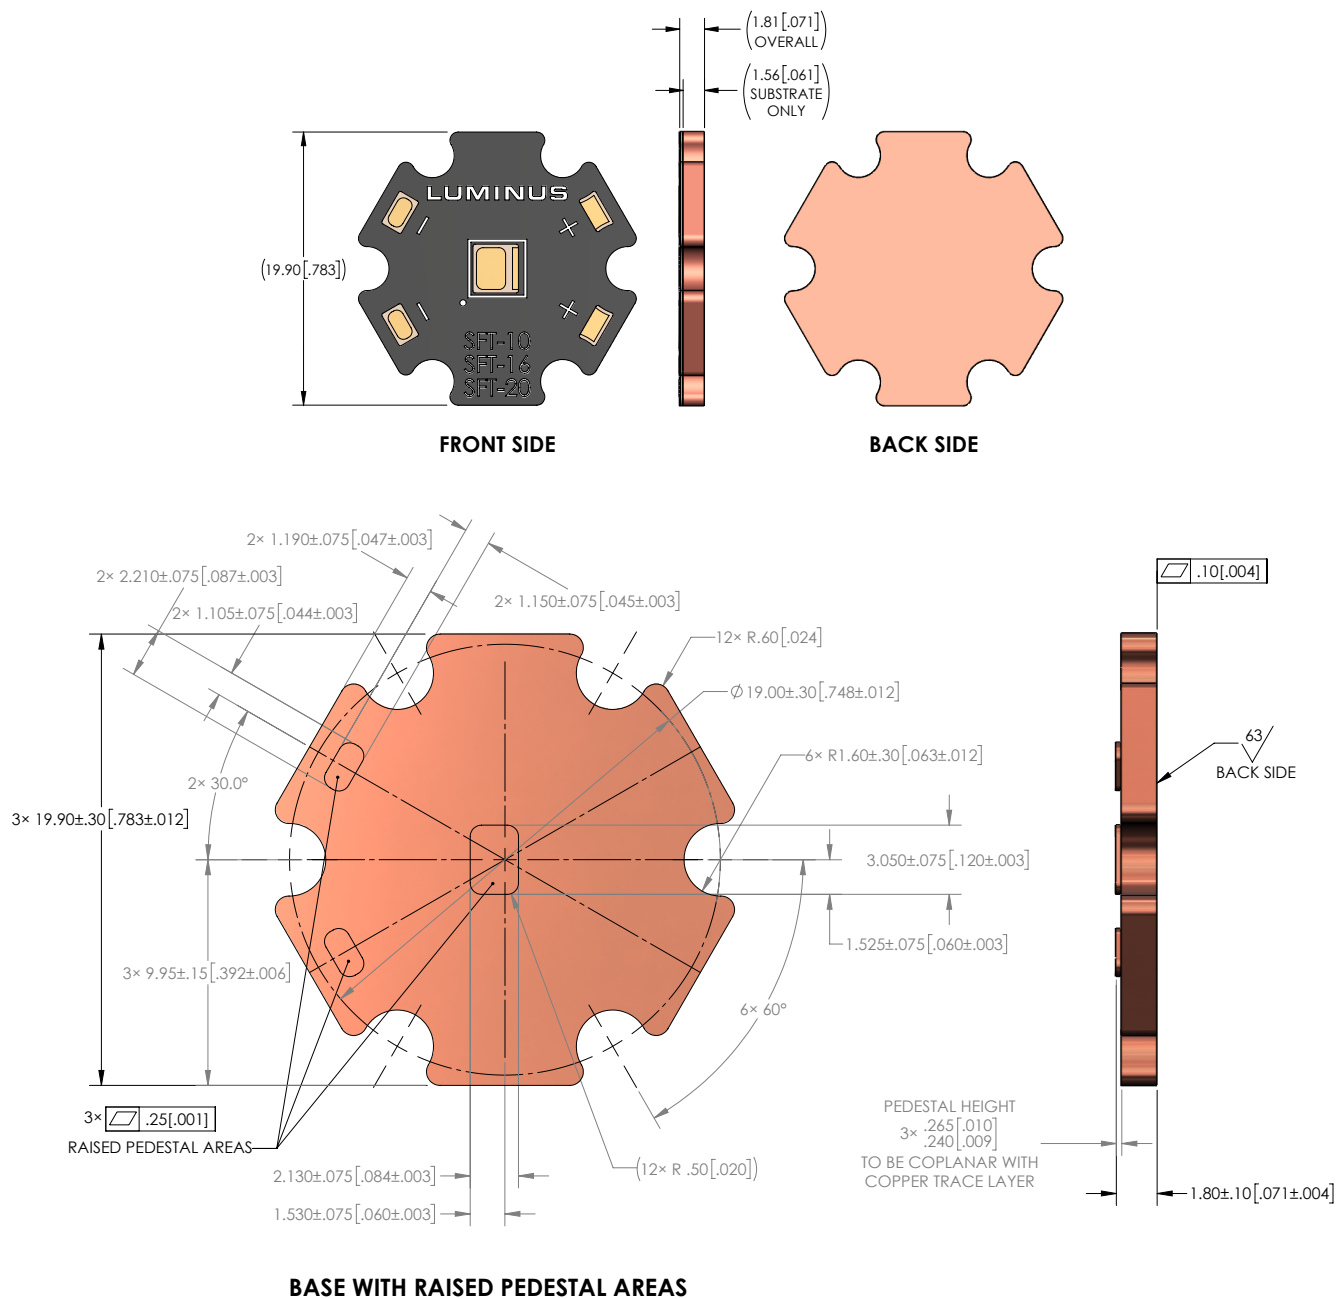 (1.81[.071]
OVERALL)
(1.56[.061]
SUBSTRATE
ONLY)
(19.90[.783])
LUMINUS
− +
− +
SFT-10
SFT-16
SFT-20
FRONT SIDE
BACK SIDE
2× 1.190±.075[.047±.003]
2× 2.210±.075[.087±.003]
2× 1.105±.075[.044±.003]
2× 1.150±.075[.045±.003]
12× R.60[.024]
Ø19.00±.30[.748±.012]
6× R1.60±.30[.063±.012]
2× 30.0°
3× 19.90±.30[.783±.012]
3.050±.075[.120±.003]
1.525±.075[.060±.003]
3× 9.95±.15[.392±.006]
6× 60°
3× ⏥ .25[.001]
RAISED PEDESTAL AREAS
2.130±.075[.084±.003]
1.530±.075[.060±.003]
(12× R .50[.020])
⏥ .10[.004]
63
BACK SIDE
PEDESTAL HEIGHT
3× .265[.010]
.240[.009]
TO BE COPLANAR WITH
COPPER TRACE LAYER
1.80±.10[.071±.004]
BASE WITH RAISED PEDESTAL AREAS